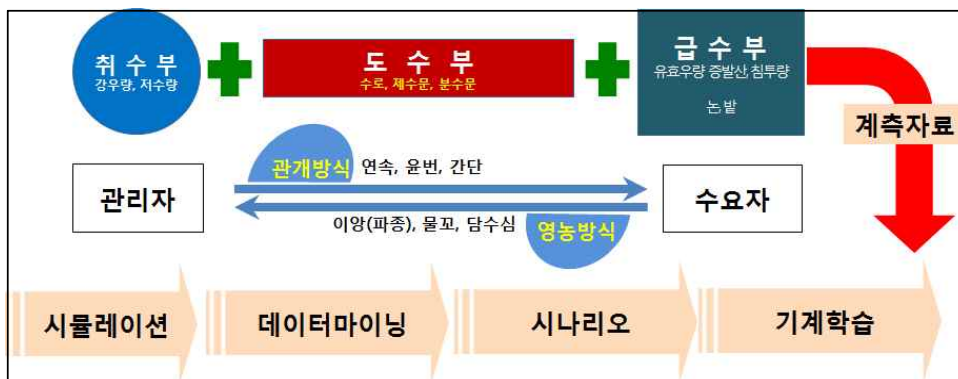 취수부
강우량, 저수량
도수부
수로, 제수문, 분수문
급수부
유효우량 증발산 침투량
논,밭
계측자료
관리자
관개방식
연속, 윤번, 간단
이앙(파종), 물꼬, 담수심
영농방식
수요자
시뮬레이션
데이터마이닝
시나리오
기계학습